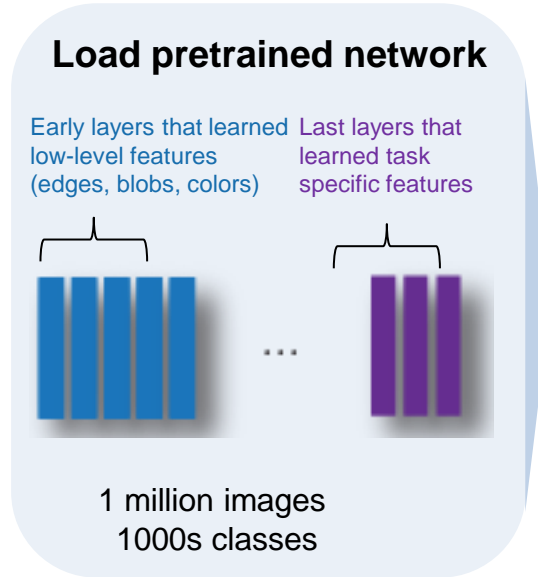 Load pretrained network
Early layers that learned
low-level features
(edges, blobs, colors)
Last layers that
learned task
specific features
...
1 million images
1000s classes